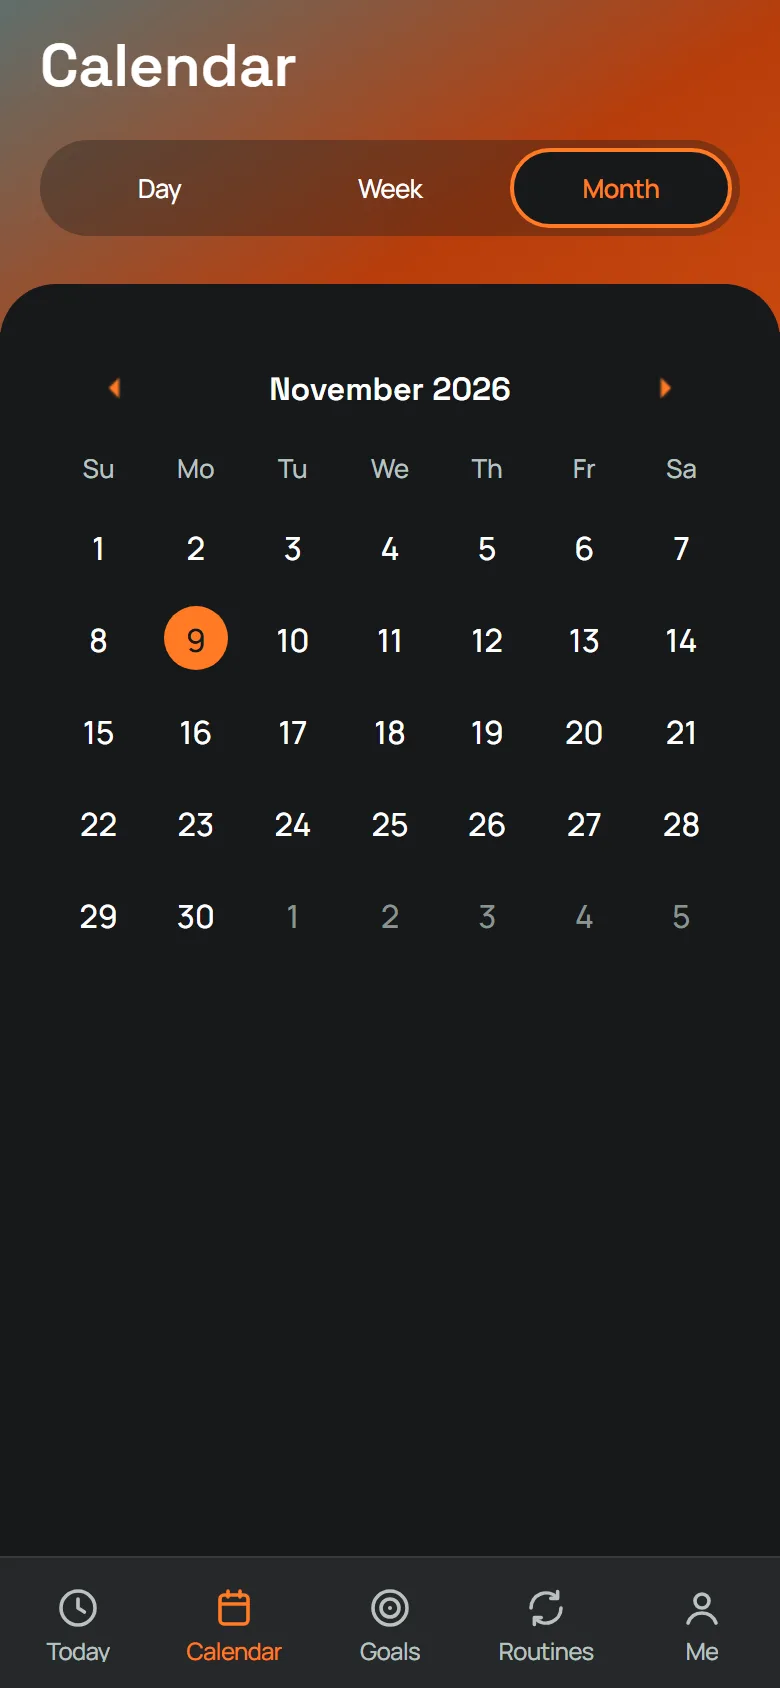 Calendar
Day Week Month
November 2026
Su Mo Tu We Th Fr Sa
1 2 3 4 5 6 7
8 9 10 11 12 13 14
15 16 17 18 19 20 21
22 23 24 25 26 27 28
29 30 1 2 3 4 5
Today Calendar Goals Routines Me